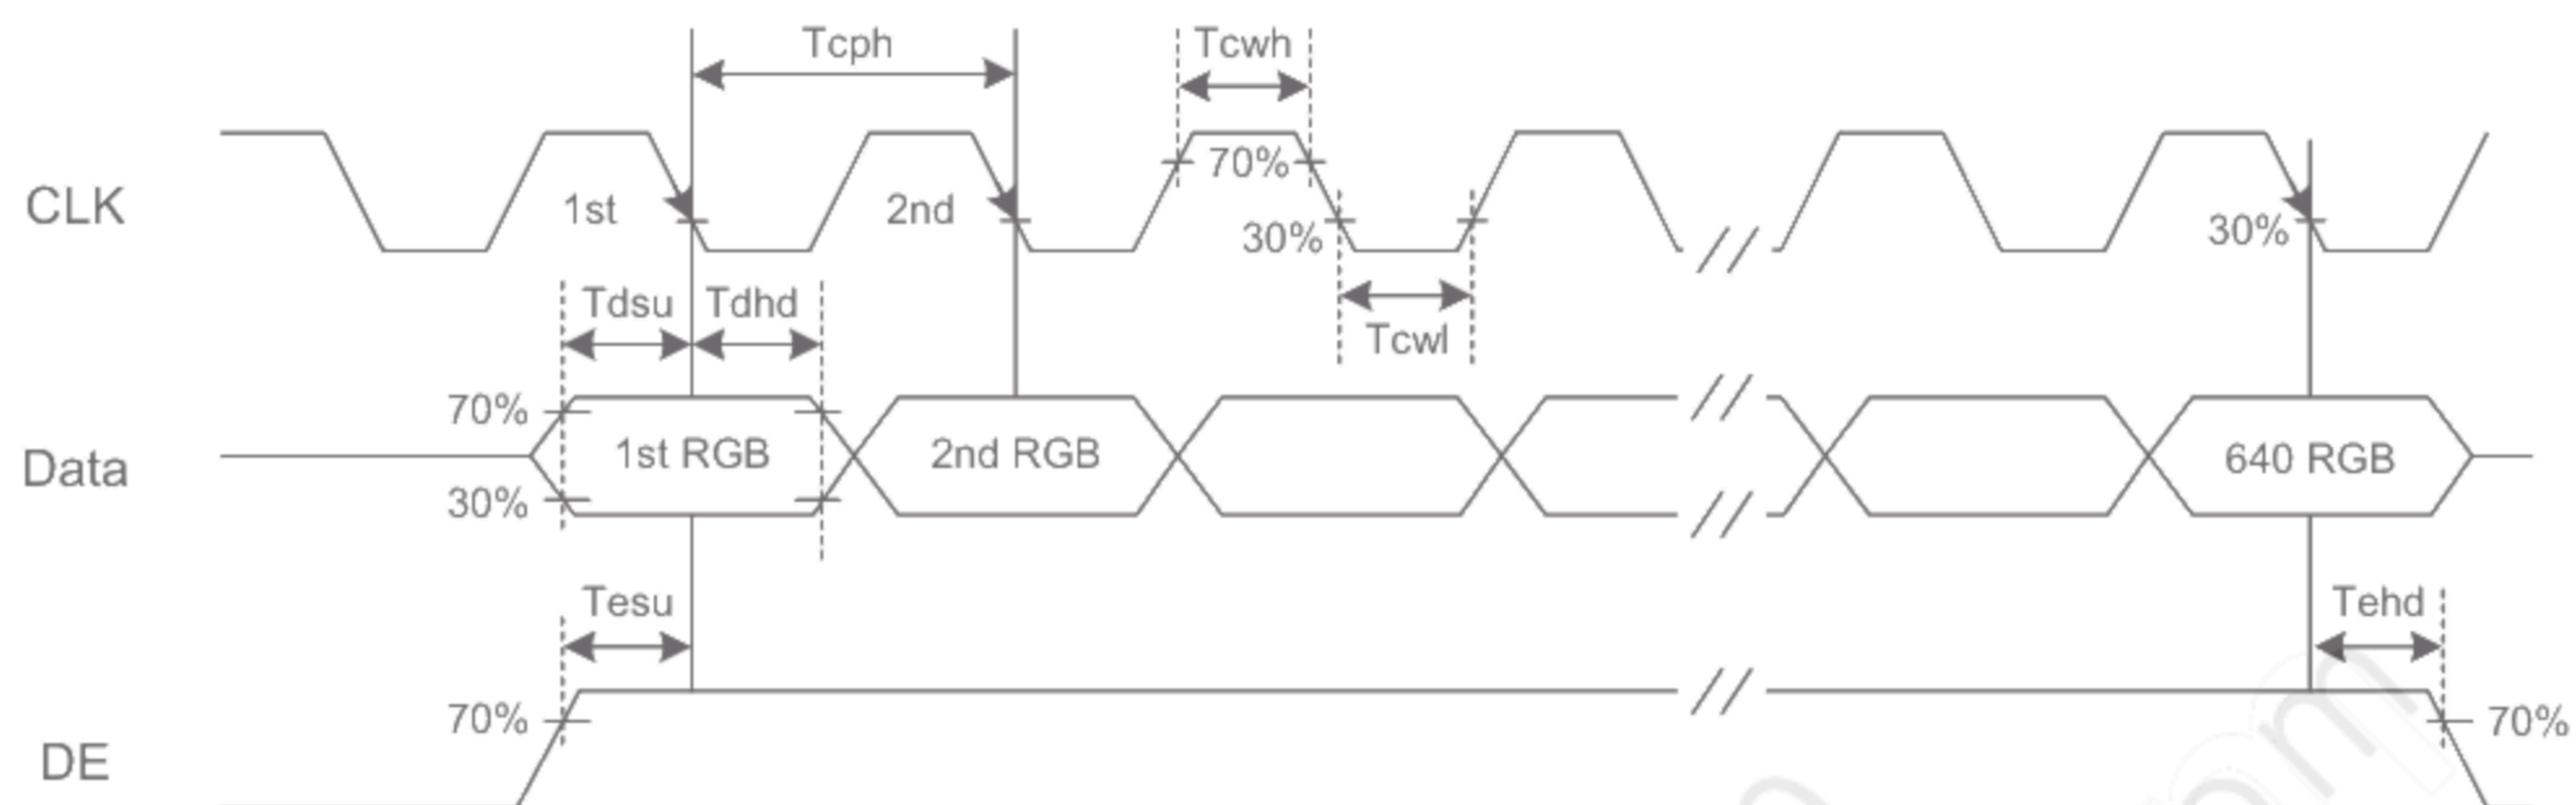 Tcph
Tcwh
CLK
1st
2nd
70%
30%
30%
Tdsu
Tdhd
Tcwl
70%
Data
1st RGB
2nd RGB
640 RGB
30%
Tesu
Tehd
70%
70%
DE